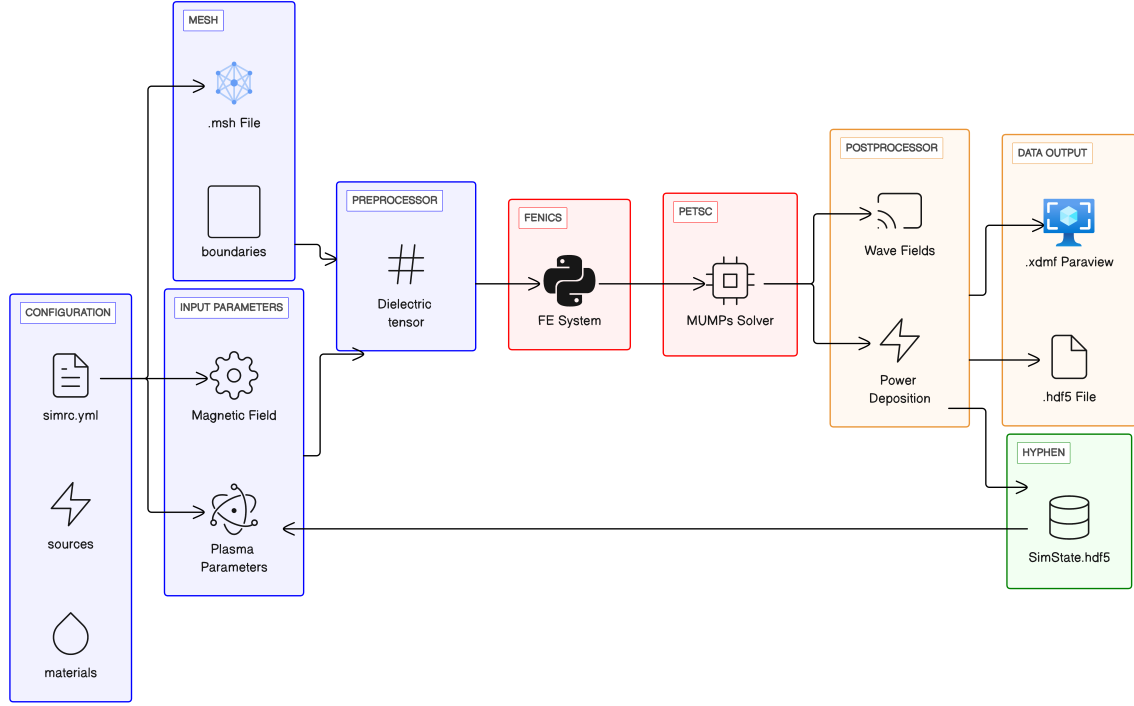 MESH
.msh File
boundaries
CONFIGURATION
simrc.yml
sources
materials
INPUT PARAMETERS
Magnetic Field
Plasma
Parameters
PREPROCESSOR
Dielectric
tensor
FENICS
FE System
PETSC
MUMPs Solver
POSTPROCESSOR
Wave Fields
Power
Deposition
DATA OUTPUT
.xdmf Paraview
.hdf5 File
HYPHEN
SimState.hdf5